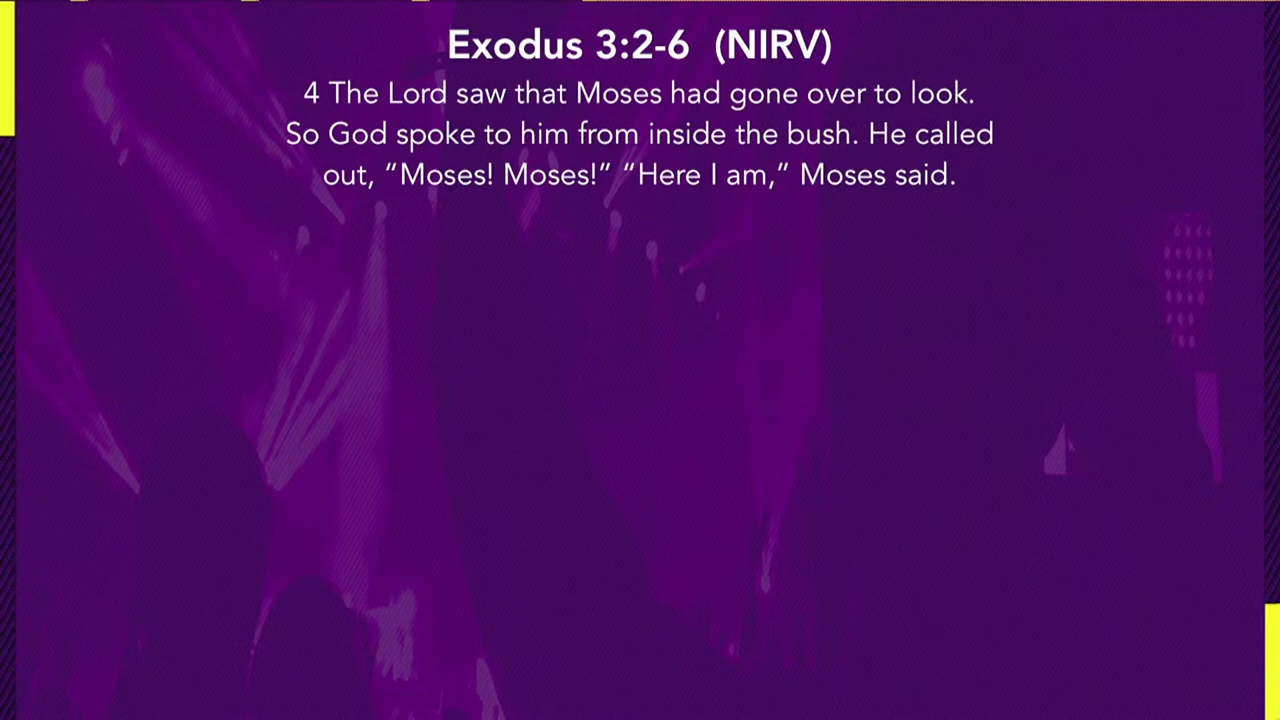 Exodus 3:2-6 (NIRV)
4 The Lord saw that Moses had gone over to look.
So God spoke to him from inside the bush. He called
out, “Moses! Moses!” “Here I am,” Moses said.